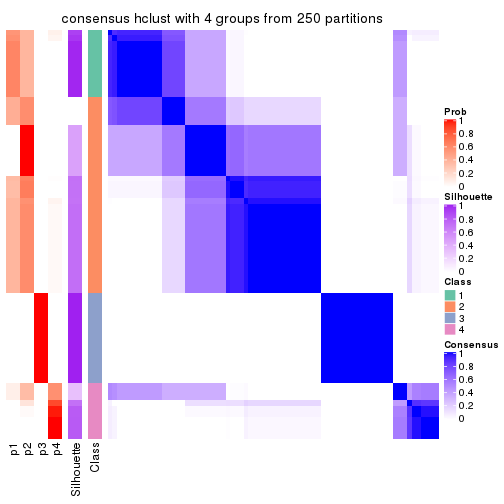 consensus hclust with 4 groups from 250 partitions
Prob
1
0.8
0.6
0.4
0.2
0
Silhouette
1
0.8
0.6
0.4
0.2
0
Class
1
2
3
4
Consensus
1
0.8
0.6
0.4
0.2
0
p1
p2
p3
p4
Silhouette
Class